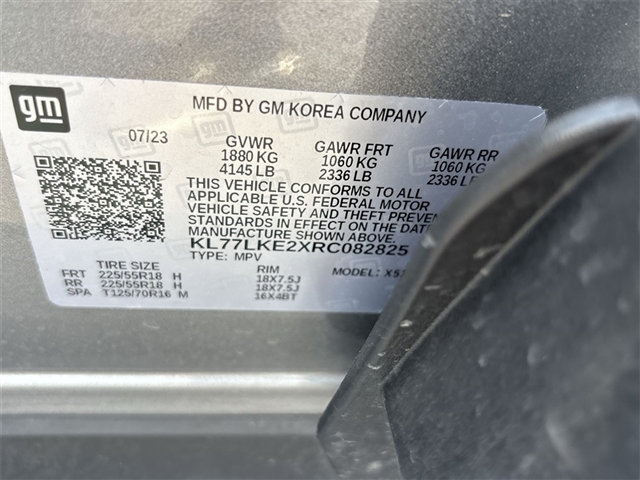 gm
MFD BY GM KOREA COMPANY
07/23
GVWR GAWR FRT GAWR RR
1880 KG 1060 KG 1060 KG
4145 LB 2336 LB 2336 LB
THIS VEHICLE CONFORMS TO ALL
APPLICABLE U.S. FEDERAL MOTOR
VEHICLE SAFETY AND THEFT
STANDARDS IN EFFECT ON THE DATE
MANUFACTURE SHOWN ABOVE.
KL77LKE2XRC082825
TYPE: MPV
TIRE SIZE RIM MODEL:
FRT 225/55R18 H 18X7.5J
RR 225/55R18 H 18X7.5J
SPA T125/70R16 M 16X4BT